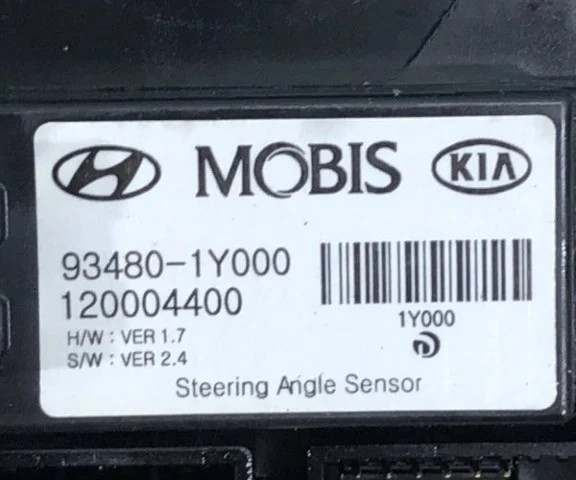 MOBIS KIA
93480-1Y000
120004400
1Y000
H/W : VER 1.7
S/W : VER 2.4
Steering Angle Sensor